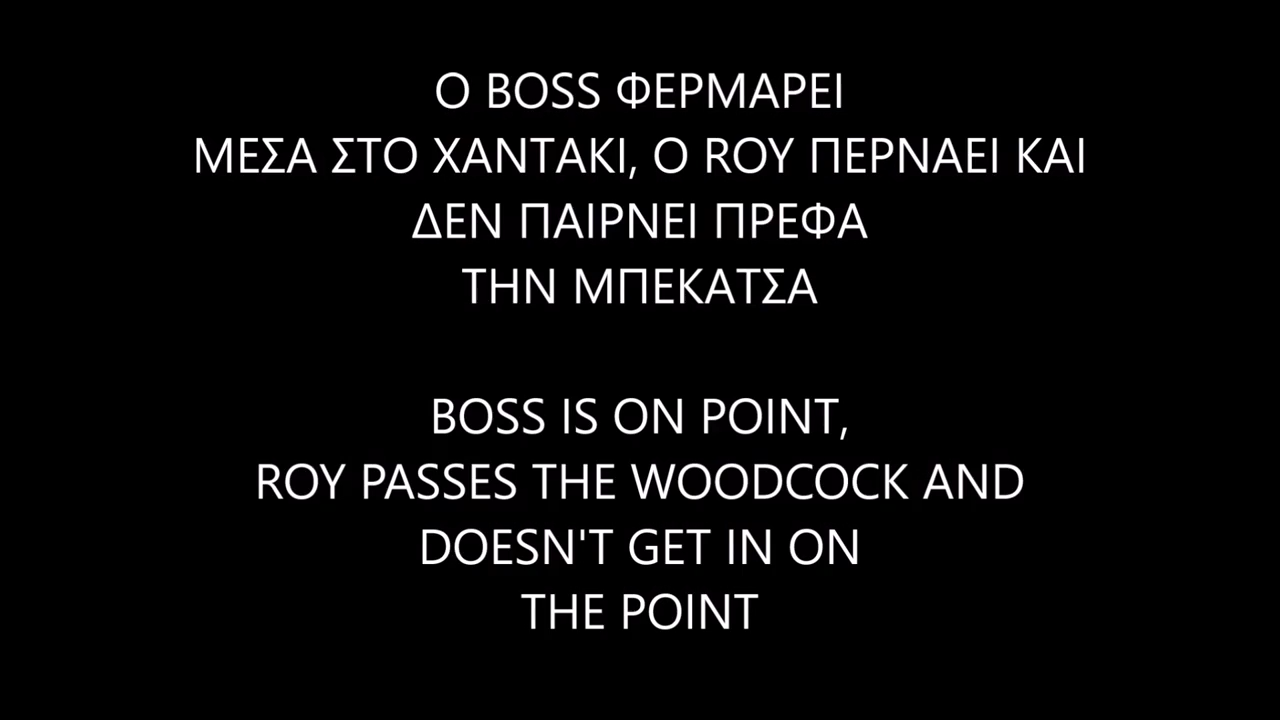 Ο BOSS ΦΕΡΜΑΡΕΙ
ΜΕΣΑ ΣΤΟ ΧΑΝΤΑΚΙ, Ο ROY ΠΕΡΝΑΕΙ ΚΑΙ
ΔΕΝ ΠΑΙΡΝΕΙ ΠΡΕΦΑ
ΤΗΝ ΜΠΕΚΑΤΣΑ
BOSS IS ON POINT,
ROY PASSES THE WOODCOCK AND
DOESN'T GET IN ON
THE POINT